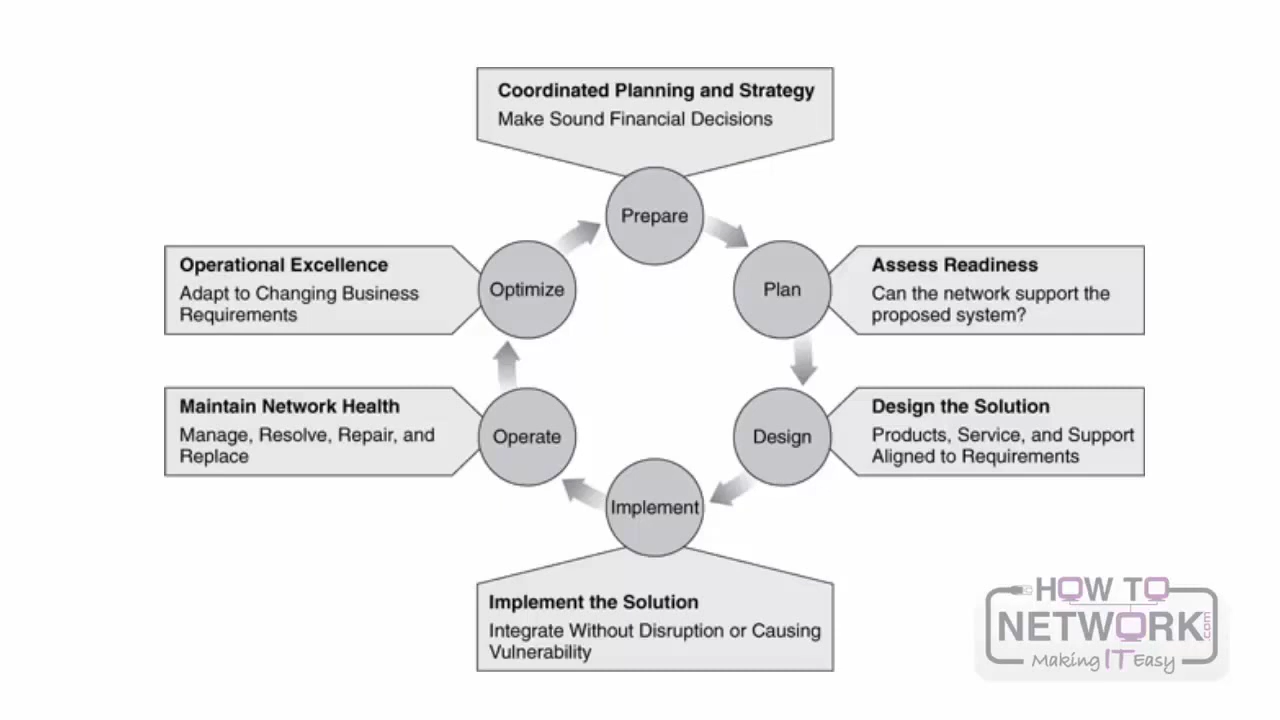 Coordinated Planning and Strategy
Make Sound Financial Decisions
Prepare
Operational Excellence
Adapt to Changing Business
Requirements
Optimize
Plan
Assess Readiness
Can the network support the
proposed system?
Maintain Network Health
Manage, Resolve, Repair, and
Replace
Operate
Design
Design the Solution
Products, Service, and Support
Aligned to Requirements
Implement
Implement the Solution
Integrate Without Disruption or Causing
Vulnerability
HOW TO
NETWORK.com
Making IT Easy